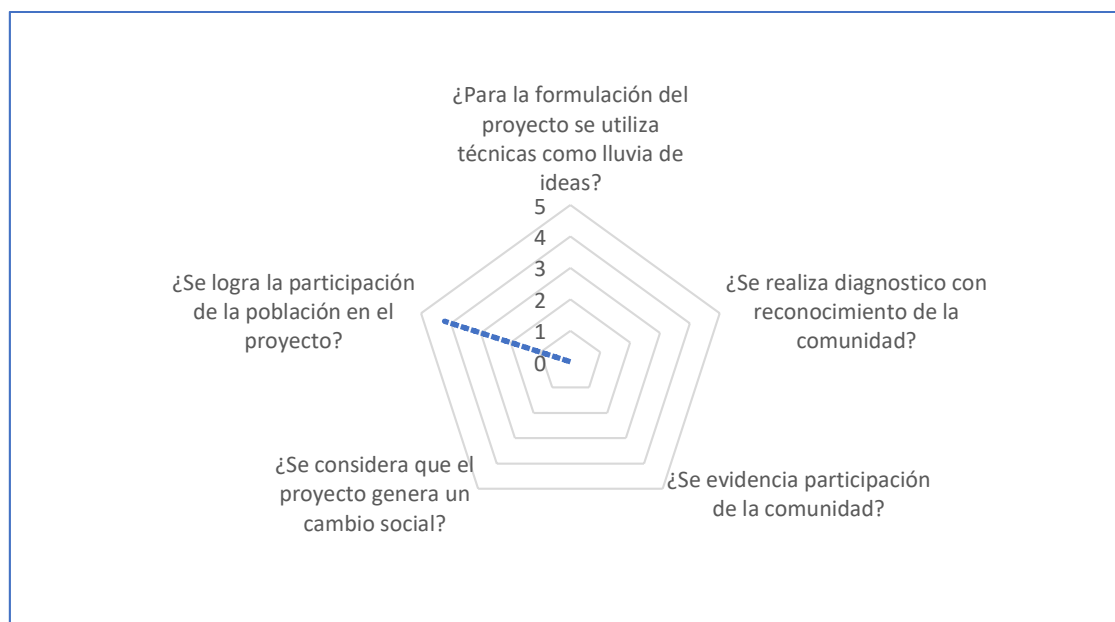 ¿Para la formulación del
proyecto se utiliza
técnicas como lluvia de
ideas?
5
4
3
2
1
0
¿Se logra la participación
de la población en el
proyecto?
¿Se realiza diagnostico con
reconocimiento de la
comunidad?
¿Se considera que el
proyecto genera un
cambio social?
¿Se evidencia participación
de la comunidad?